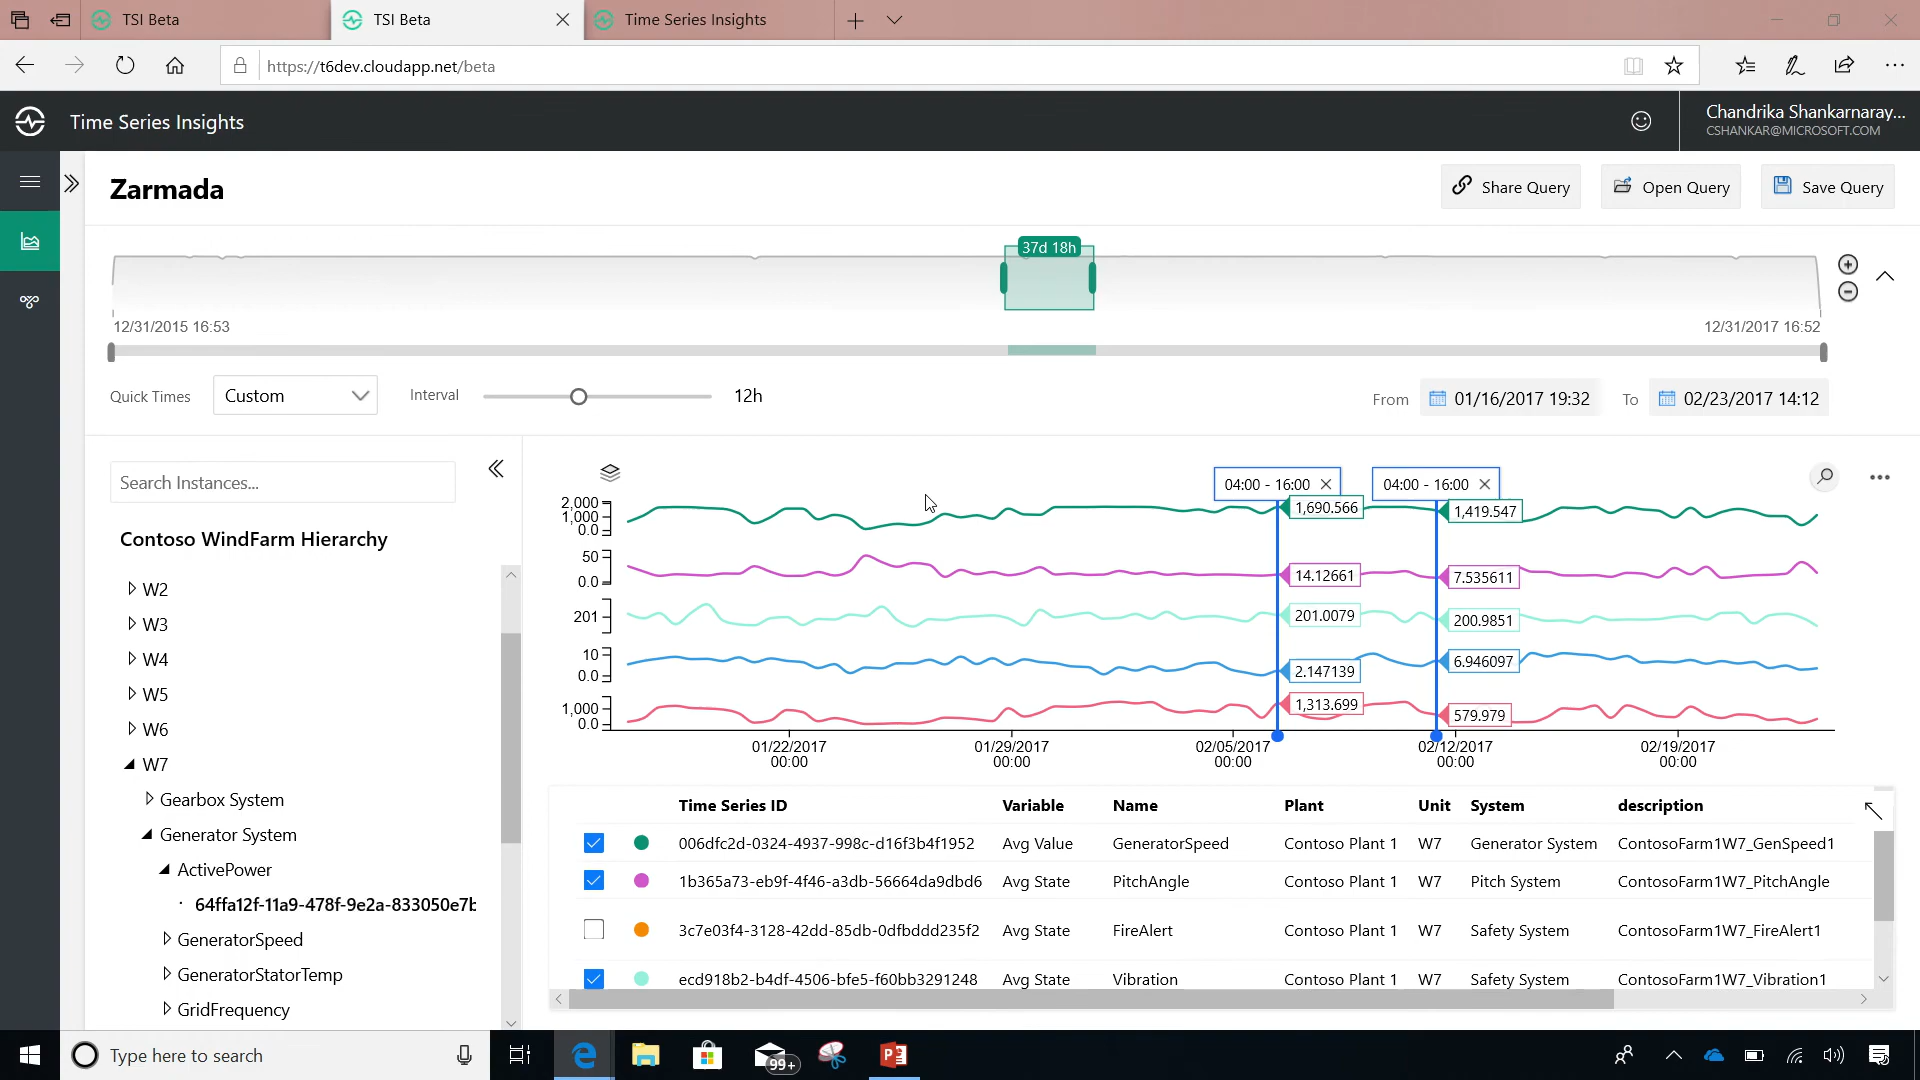 TSI Beta
TSI Beta
Time Series Insights
https://t6dev.cloudapp.net/beta
Time Series Insights
Chandrika Shankarnaray...
CSHANKAR@MICROSOFT.COM
Zarmada
Share Query
Open Query
Save Query
37d 18h
12/31/2015 16:53
12/31/2017 16:52
Quick Times
Custom
Interval
12h
From
01/16/2017 19:32
To
02/23/2017 14:12
Search Instances...
Contoso WindFarm Hierarchy
W2
W3
W4
W5
W6
W7
Gearbox System
Generator System
ActivePower
64ffa12f-11a9-478f-9e2a-833050e7b
GeneratorSpeed
GeneratorStatorTemp
GridFrequency
04:00 - 16:00
04:00 - 16:00
2,000
1,000
0.0
1,690.566
1,419.547
50
0.0
14.12661
7.535611
201
201.0079
200.9851
10
0.0
2.147139
6.946097
1,000
0.0
1,313.699
579.979
01/22/2017
00:00
01/29/2017
00:00
02/05/2017
00:00
02/12/2017
00:00
02/19/2017
00:00
Time Series ID Variable Name Plant Unit System description
006dfc2d-0324-4937-998c-d16f3b4f1952 Avg Value GeneratorSpeed Contoso Plant 1 W7 Generator System ContosoFarm1W7_GenSpeed1
1b365a73-eb9f-4f46-a3db-56664da9dbd6 Avg State PitchAngle Contoso Plant 1 W7 Pitch System ContosoFarm1W7_PitchAngle
3c7e03f4-3128-42dd-85db-0dfbddd235f2 Avg State FireAlert Contoso Plant 1 W7 Safety System ContosoFarm1W7_FireAlert1
ecd918b2-b4df-4506-bfe5-f60bb3291248 Avg State Vibration Contoso Plant 1 W7 Safety System ContosoFarm1W7_Vibration1
Type here to search
99+